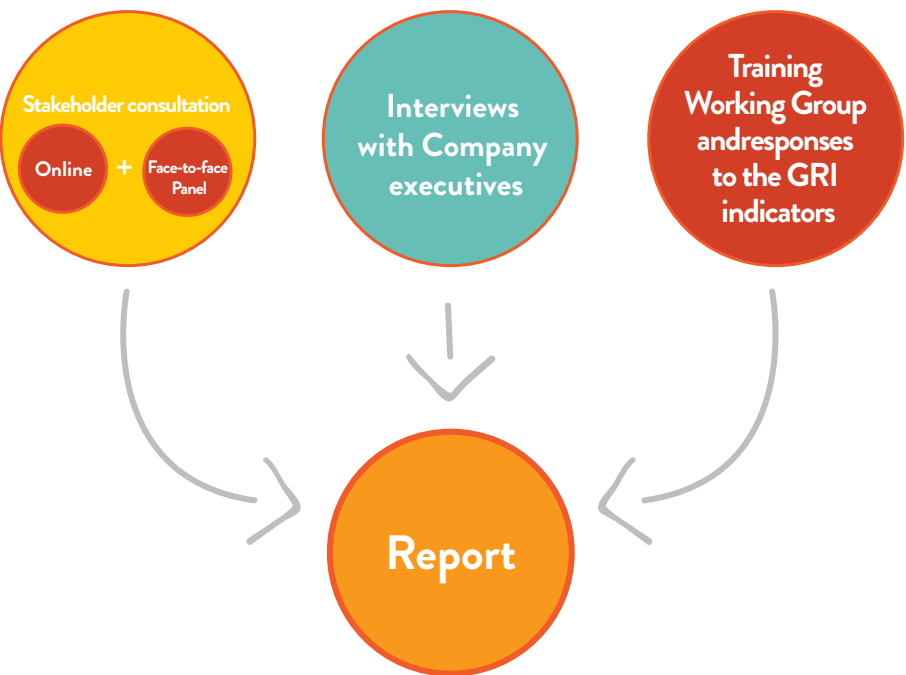 Stakeholder consultation
Online + Face-to-face
Panel
Interviews
with Company
executives
Training
Working Group
andresponses
to the GRI
indicators
Report